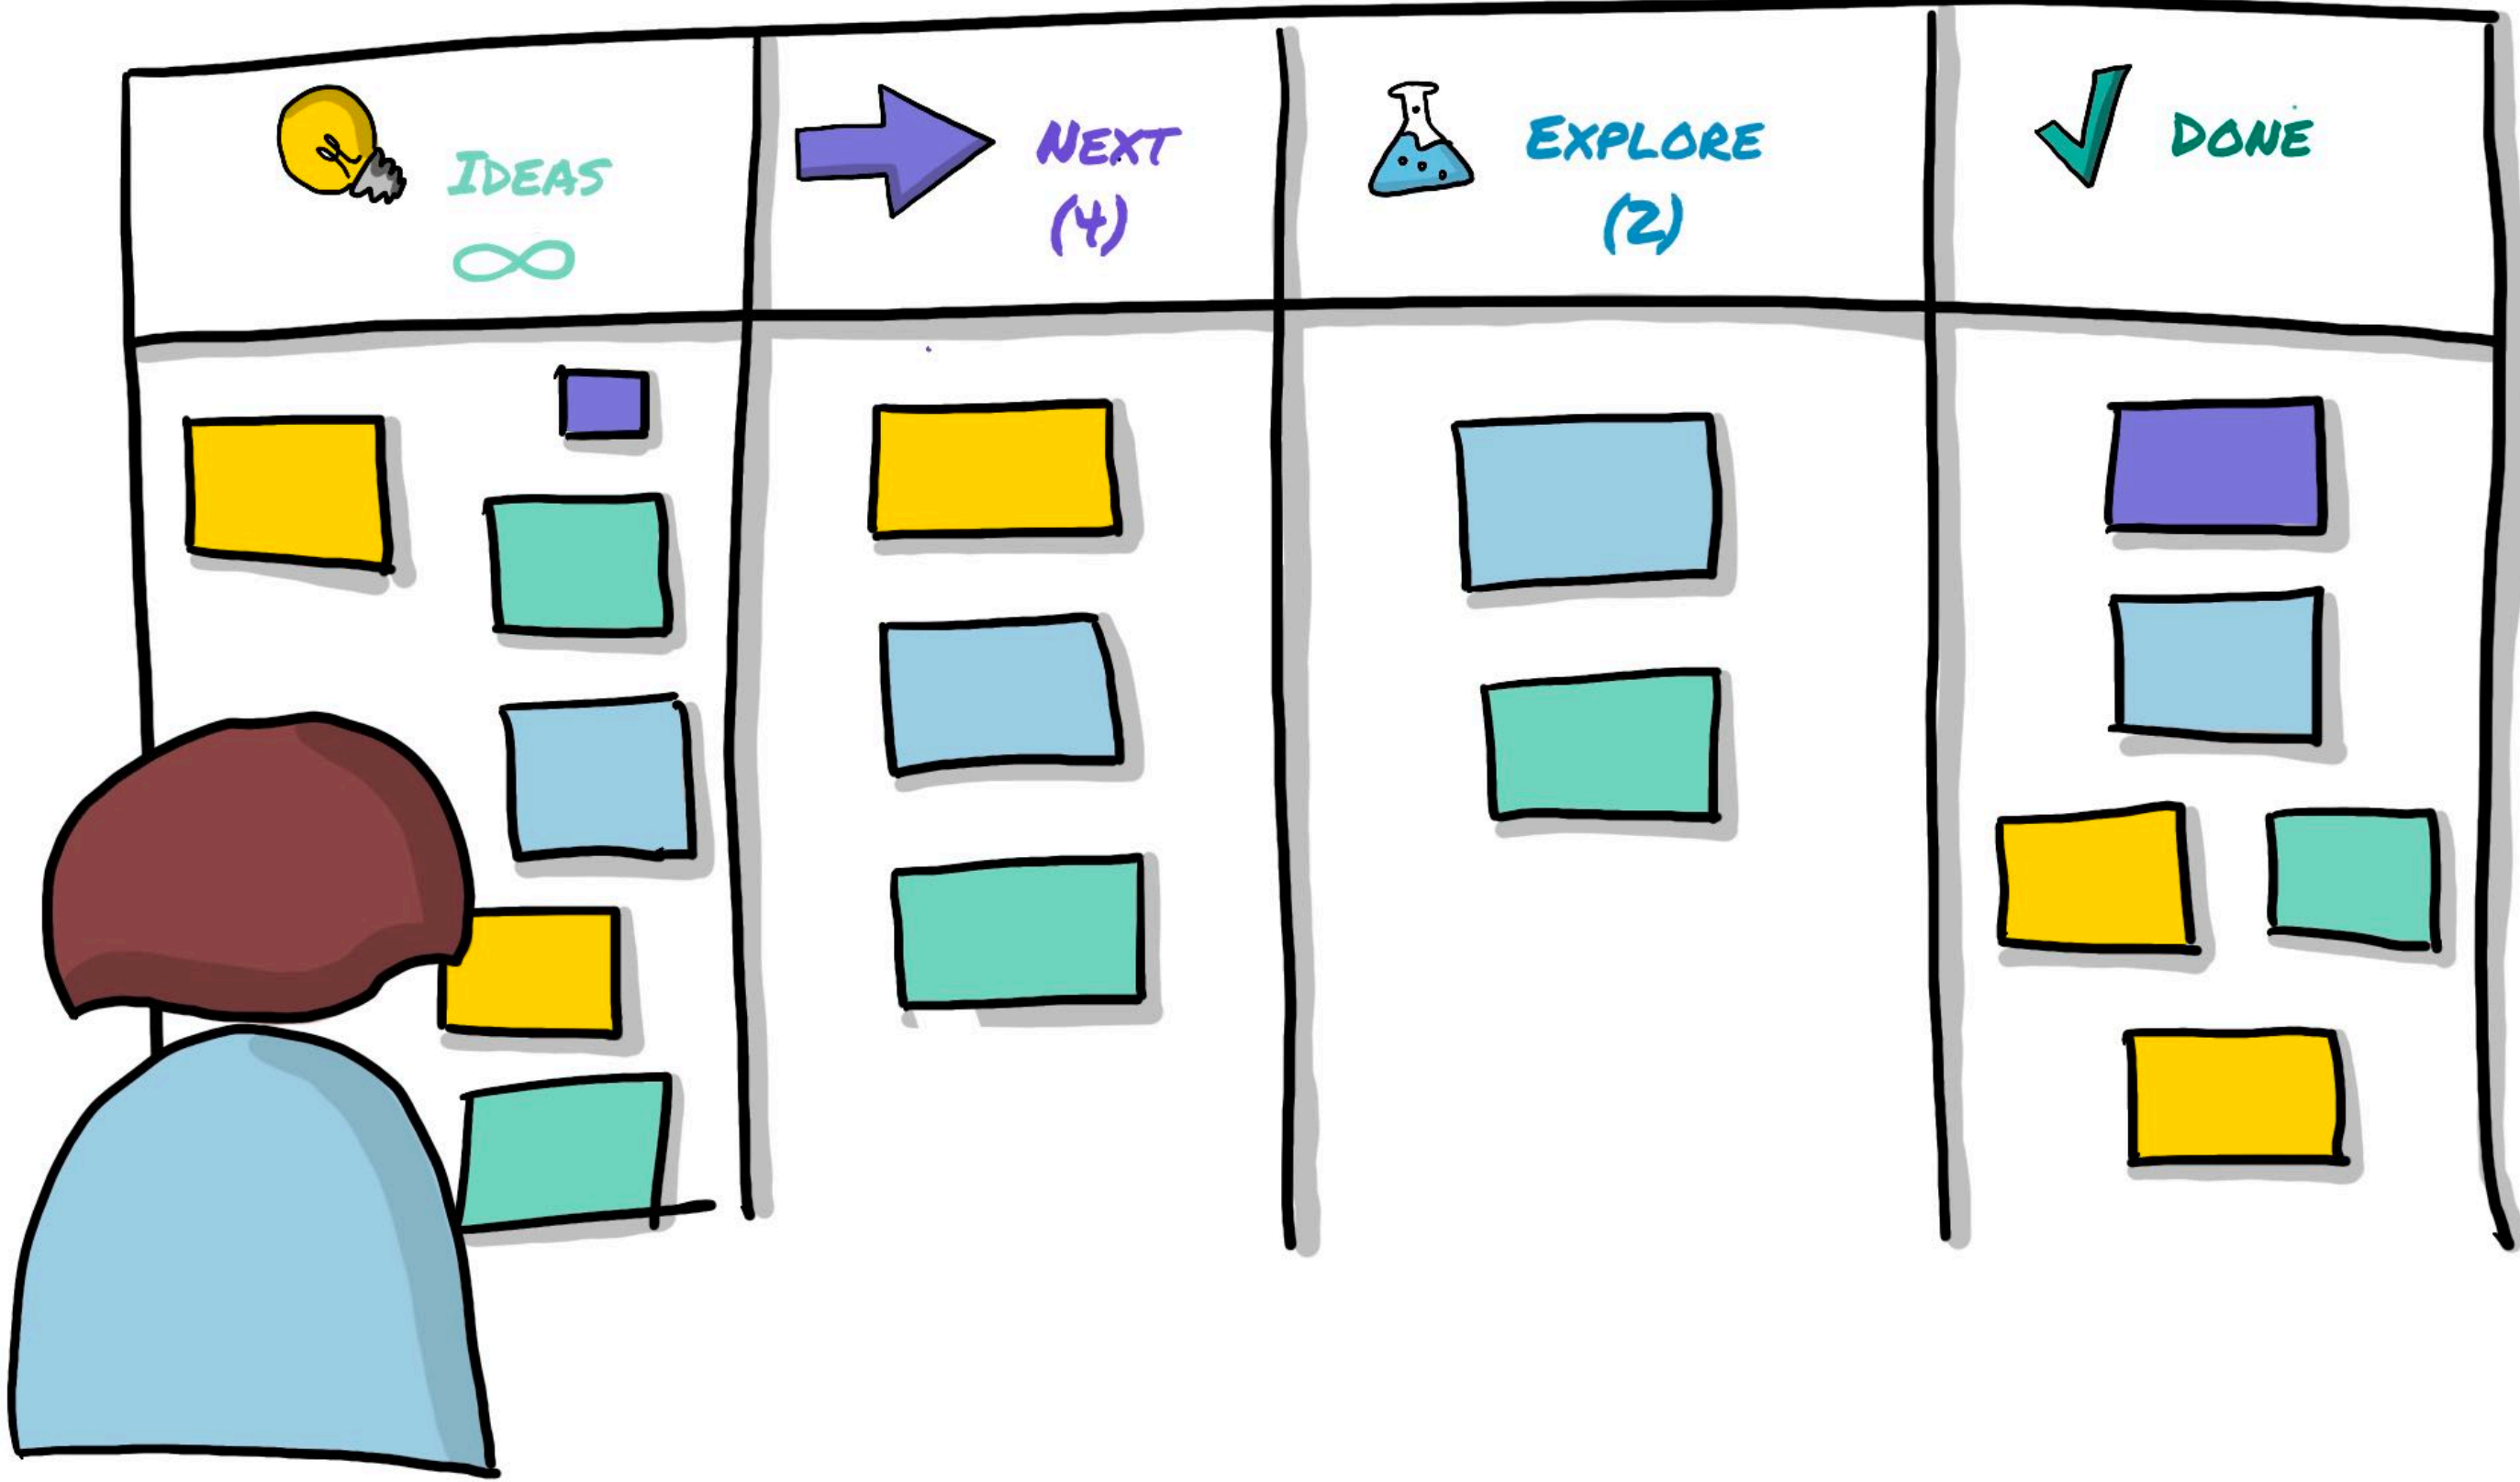 IDEAS
∞
NEXT
(4)
EXPLORE
(2)
DONE